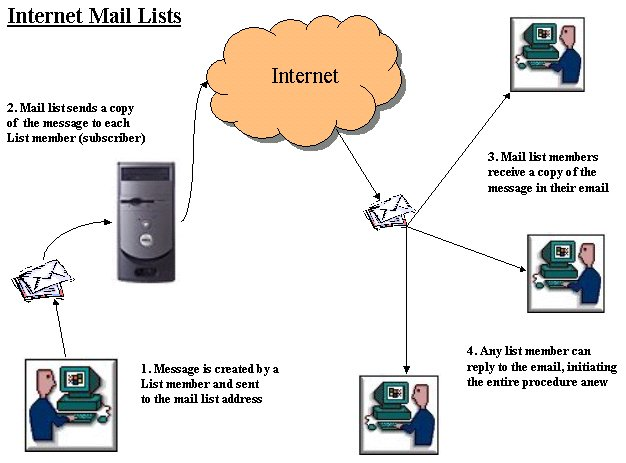 Internet Mail Lists
Internet
2. Mail list sends a copy
of the message to each
List member (subscriber)
3. Mail list members
receive a copy of the
message in their email
1. Message is created by a
List member and sent
to the mail list address
4. Any list member can
reply to the email, initiating
the entire procedure anew